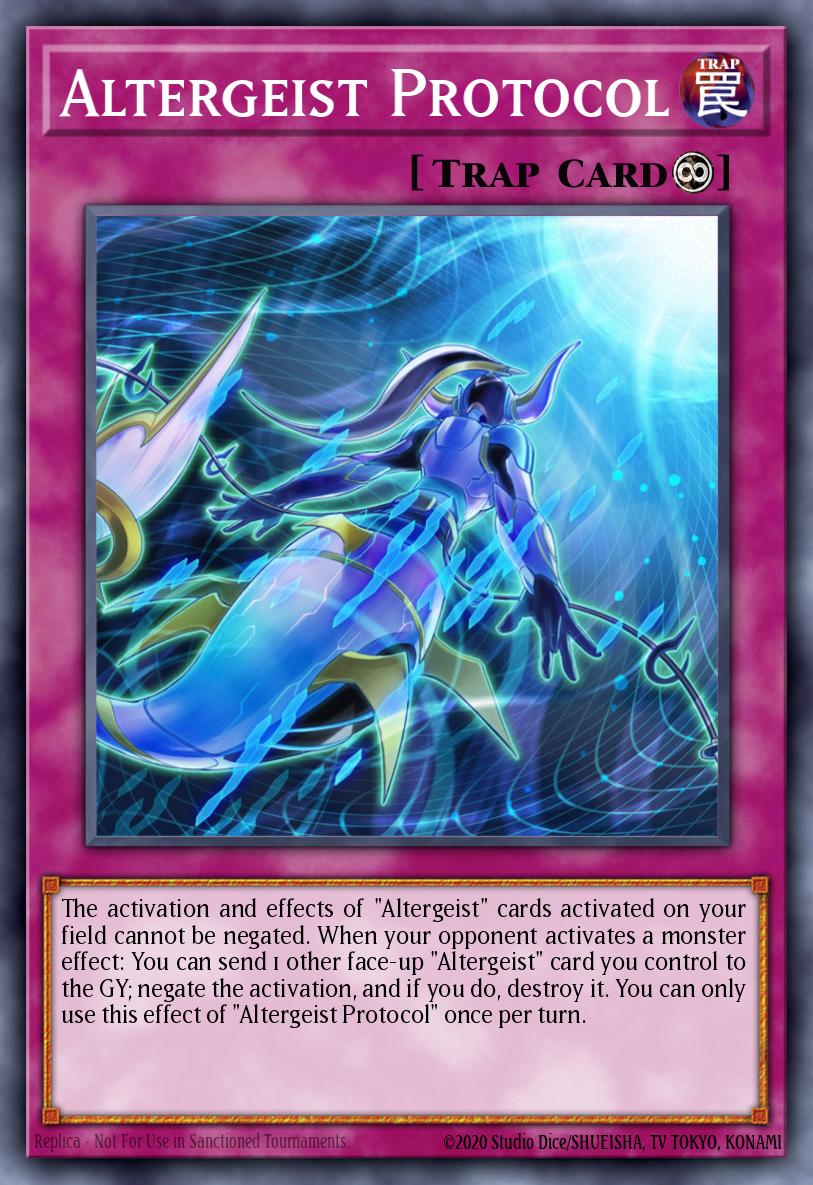 ALTERGEIST PROTOCOL
TRAP
罠
[TRAP CARD∞]
The activation and effects of "Altergeist" cards activated on your
field cannot be negated. When your opponent activates a monster
effect: You can send 1 other face-up "Altergeist" card you control to
the GY; negate the activation, and if you do, destroy it. You can only
use this effect of "Altergeist Protocol" once per turn.
Replica - Not For Use in Sanctioned Tournaments.
©2020 Studio Dice/SHUEISHA, TV TOKYO, KONAMI